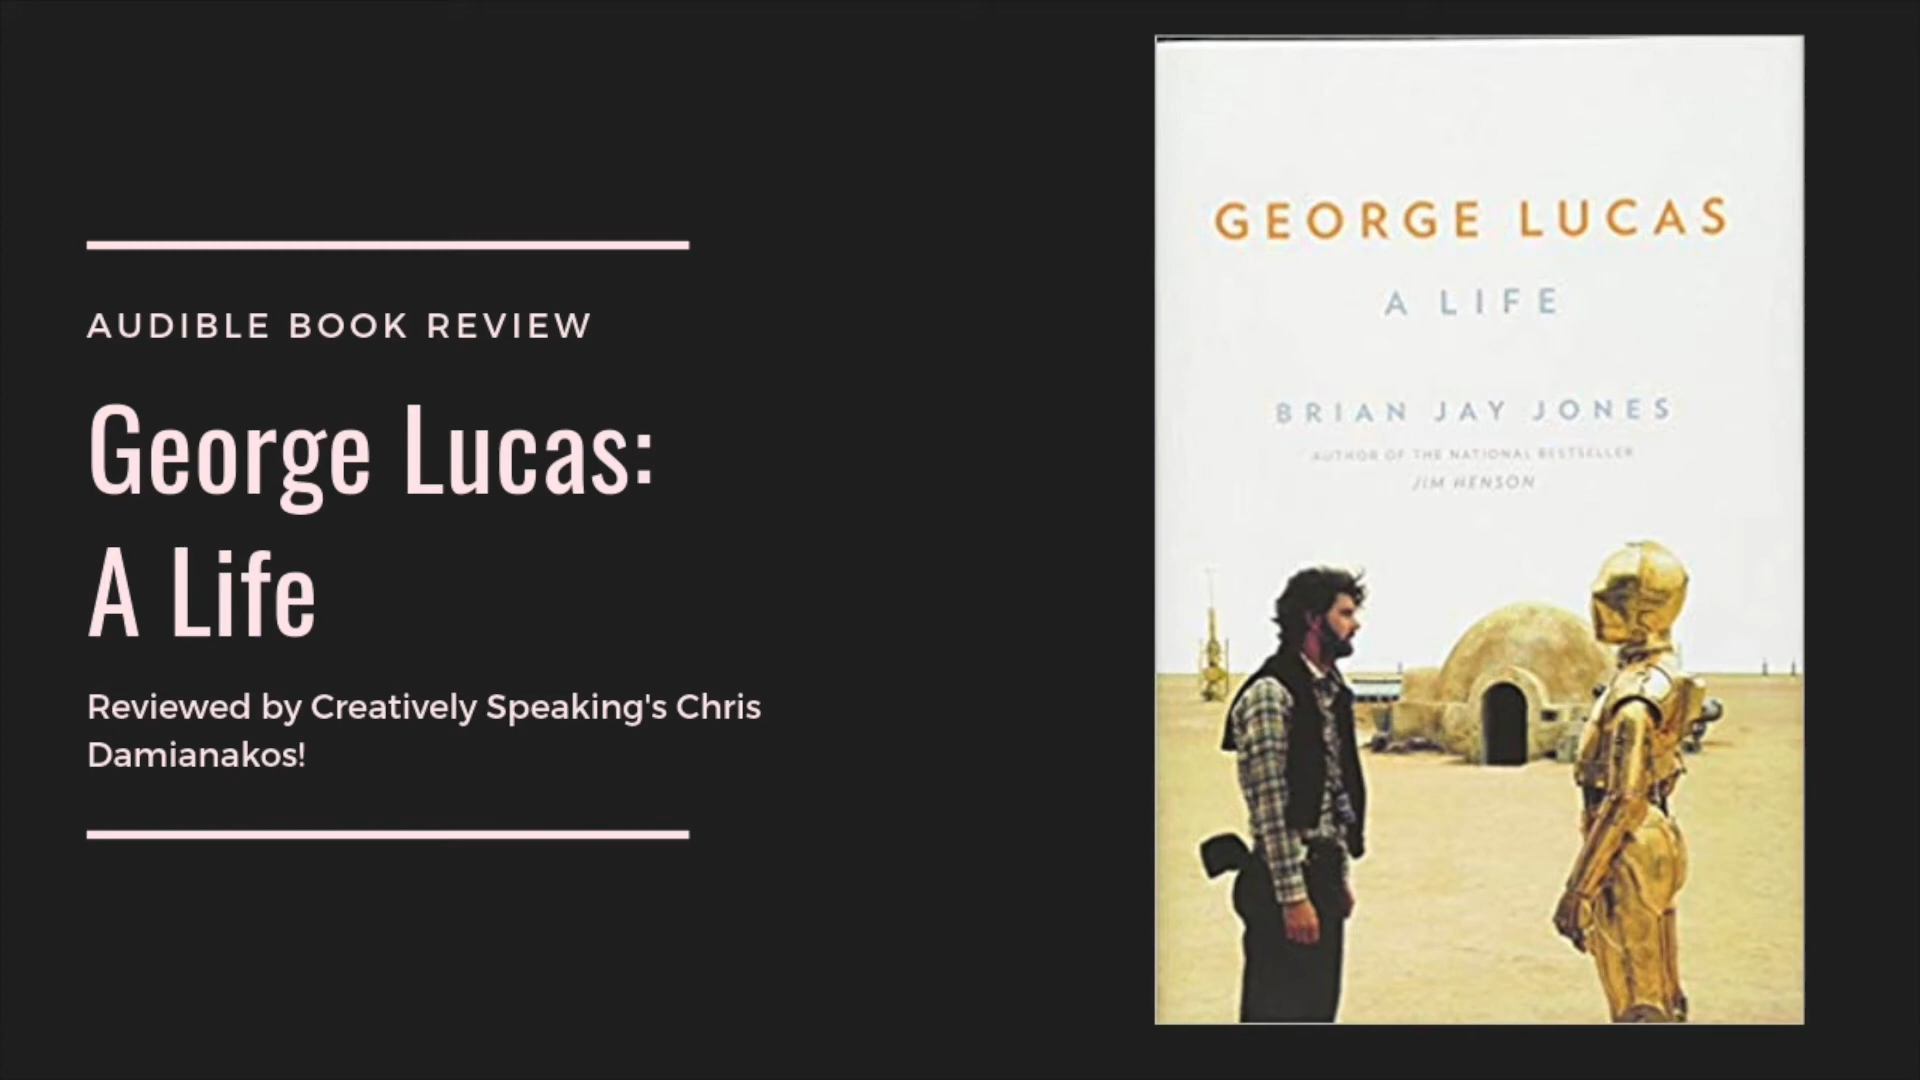 AUDIBLE BOOK REVIEW
George Lucas:
A Life
Reviewed by Creatively Speaking's Chris
Damianakos!
GEORGE LUCAS
A LIFE
BRIAN JAY JONES
AUTHOR OF THE NATIONAL BESTSELLER
JIM HENSON